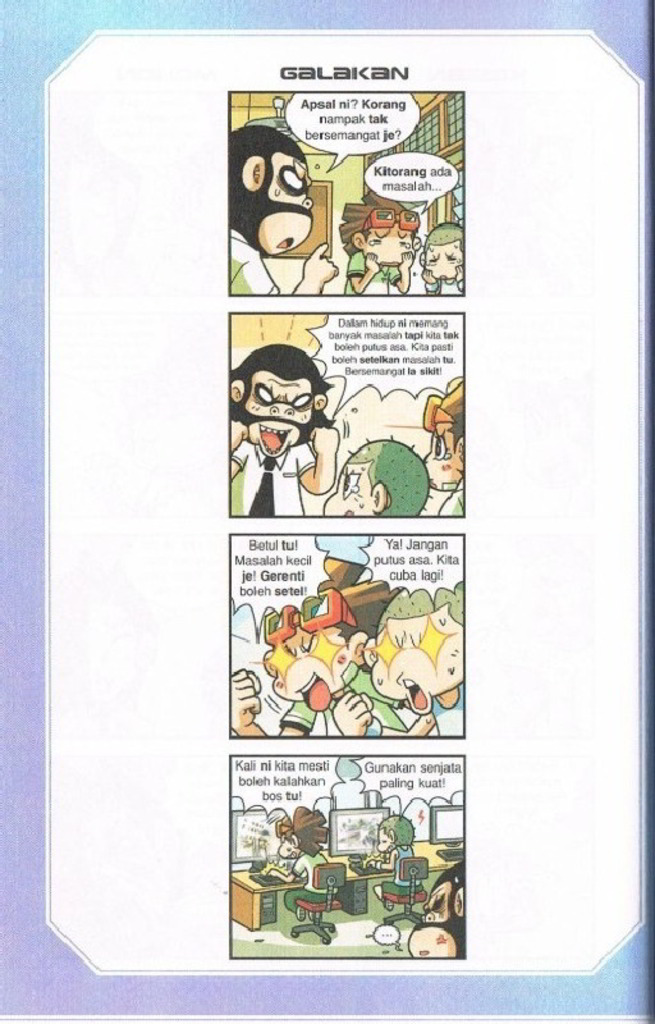 GALAKAN
Apsal ni? Korang
nampak tak
bersemangat je?
Kitorang ada
masalah...
Dallam hidup ni memang
banyak masalah tapi kita tak
boleh putus asa. Kita pasti
boleh setelkan masalah tu.
Bersemangat la sikit!
Betul tu!
Masalah kecil
je! Gerenti
boleh setel!
Ya! Jangan
putus asa. Kita
cuba lagi!
Kali ni kita mesti
boleh kalahkan
bos tu!
Gunakan senjata
paling kuat!
...